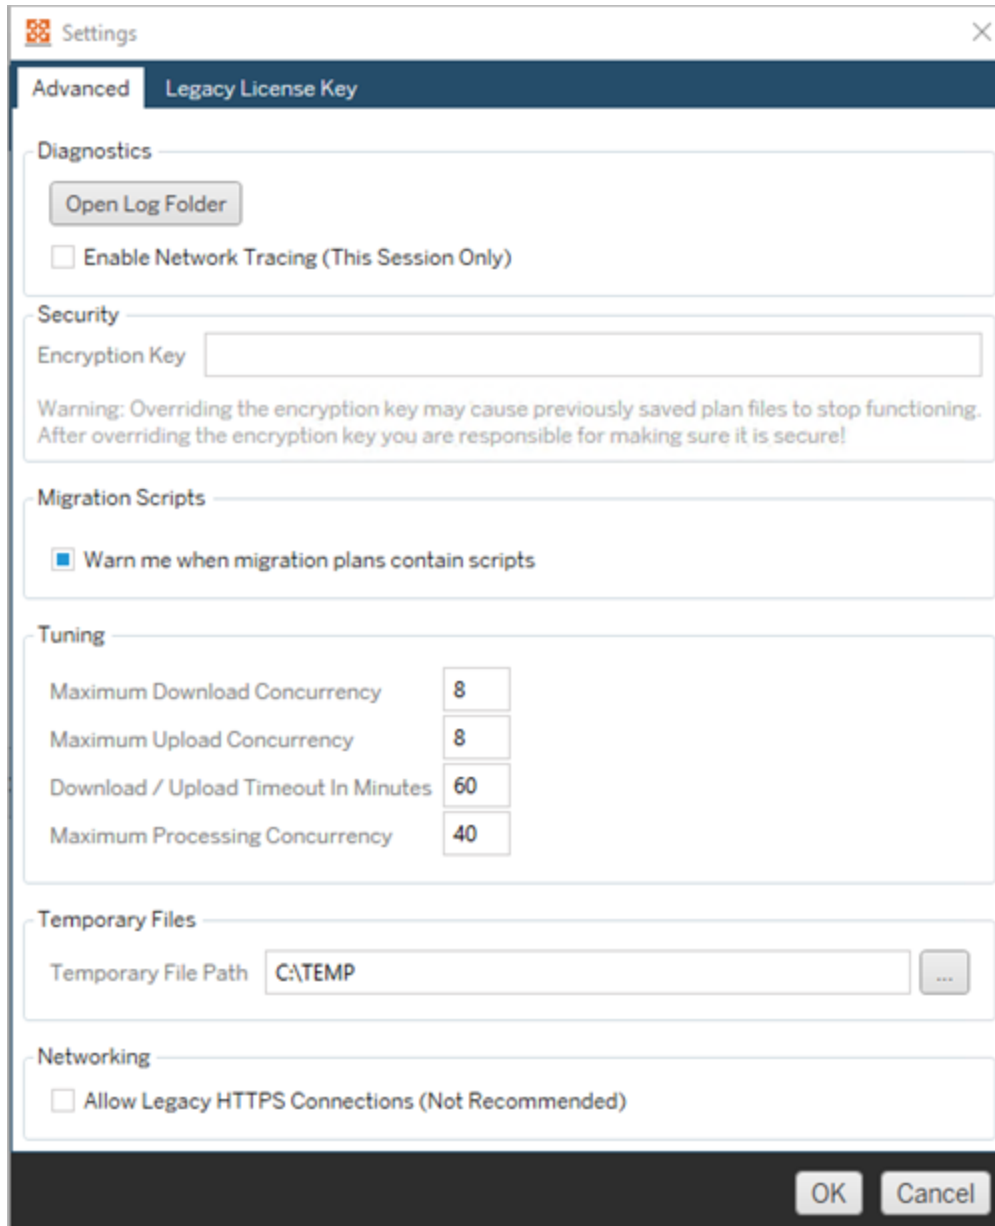 Settings
Advanced
Legacy License Key
Diagnostics
Open Log Folder
Enable Network Tracing (This Session Only)
Security
Encryption Key
Warning: Overriding the encryption key may cause previously saved plan files to stop functioning.
After overriding the encryption key you are responsible for making sure it is secure!
Migration Scripts
Warn me when migration plans contain scripts
Tuning
Maximum Download Concurrency 8
Maximum Upload Concurrency 8
Download / Upload Timeout In Minutes 60
Maximum Processing Concurrency 40
Temporary Files
Temporary File Path C:\TEMP ...
Networking
Allow Legacy HTTPS Connections (Not Recommended)
OK Cancel